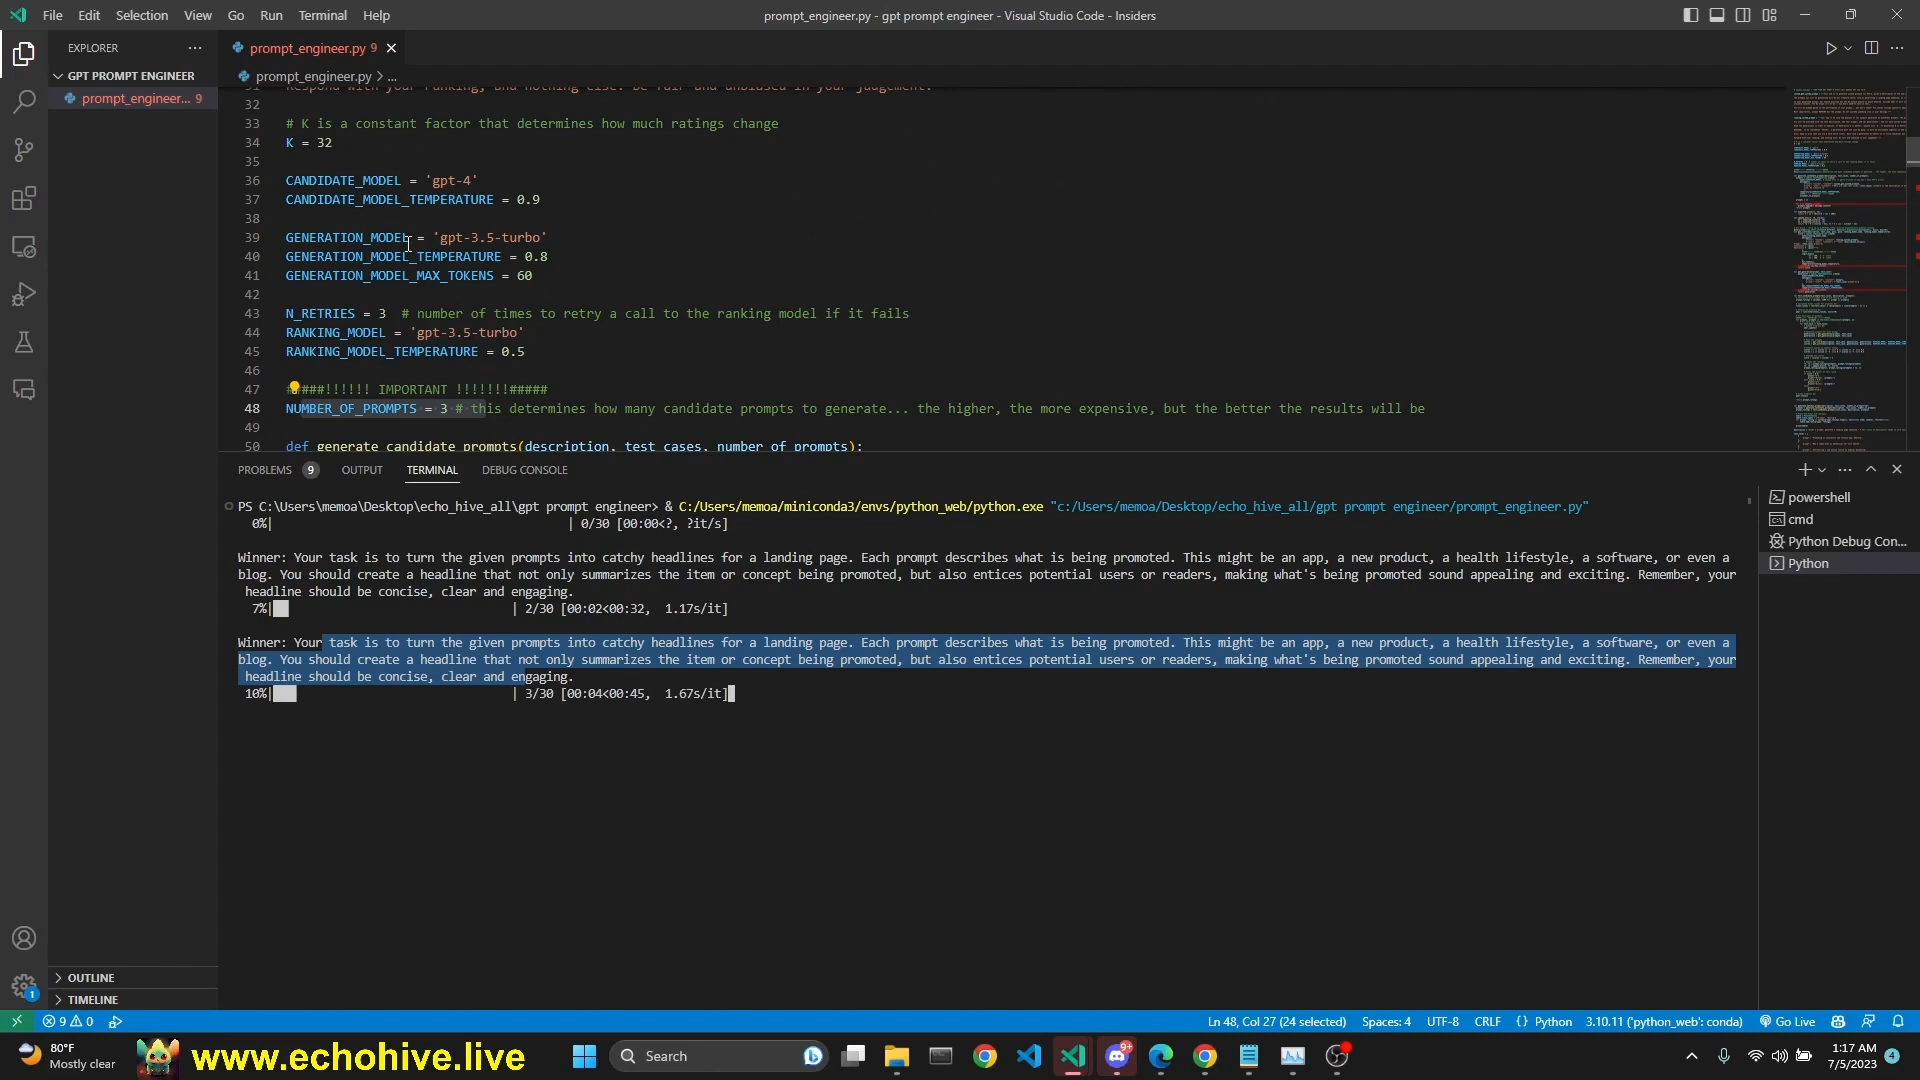 File Edit Selection View Go Run Terminal Help
prompt_engineer.py - gpt prompt engineer - Visual Studio Code - Insiders
EXPLORER
GPT PROMPT ENGINEER
prompt_engineer... 9
prompt_engineer.py 9
prompt_engineer.py > ...
31 Respond with your ranking, and nothing else. Be fair and unbiased in your judgement.
32
33 # K is a constant factor that determines how much ratings change
34 K = 32
35
36 CANDIDATE_MODEL = 'gpt-4'
37 CANDIDATE_MODEL_TEMPERATURE = 0.9
38
39 GENERATION_MODEL = 'gpt-3.5-turbo'
40 GENERATION_MODEL_TEMPERATURE = 0.8
41 GENERATION_MODEL_MAX_TOKENS = 60
42
43 N_RETRIES = 3  # number of times to retry a call to the ranking model if it fails
44 RANKING_MODEL = 'gpt-3.5-turbo'
45 RANKING_MODEL_TEMPERATURE = 0.5
46
47 #####!!!!!! IMPORTANT !!!!!!!#####
48 NUMBER_OF_PROMPTS = 3 # this determines how many candidate prompts to generate... the higher, the more expensive, but the better the results will be
49
50 def generate_candidate_prompts(description, test_cases, number_of_prompts):
PROBLEMS 9 OUTPUT TERMINAL DEBUG CONSOLE
PS C:\Users\memoa\Desktop\echo_hive_all\gpt prompt engineer> & C:/Users/memoa/miniconda3/envs/python_web/python.exe "c:/Users/memoa/Desktop/echo_hive_all/gpt prompt engineer/prompt_engineer.py"
0%| | 0/30 [00:00<?, ?it/s]
Winner: Your task is to turn the given prompts into catchy headlines for a landing page. Each prompt describes what is being promoted. This might be an app, a new product, a health lifestyle, a software, or even a
blog. You should create a headline that not only summarizes the item or concept being promoted, but also entices potential users or readers, making what's being promoted sound appealing and exciting. Remember, your
headline should be concise, clear and engaging.
7%| | 2/30 [00:02<00:32, 1.17s/it]
Winner: Your task is to turn the given prompts into catchy headlines for a landing page. Each prompt describes what is being promoted. This might be an app, a new product, a health lifestyle, a software, or even a
blog. You should create a headline that not only summarizes the item or concept being promoted, but also entices potential users or readers, making what's being promoted sound appealing and exciting. Remember, your
headline should be concise, clear and engaging.
10%| | 3/30 [00:04<00:45, 1.67s/it]
powershell
cmd
Python Debug Con...
Python
OUTLINE
TIMELINE
1
9 0
Ln 48, Col 27 (24 selected) Spaces: 4 UTF-8 CRLF {} Python 3.10.11 ('python_web': conda) Go Live
80°F
Mostly clear
www.echohive.live
Search
9+
1:17 AM
7/5/2023
4